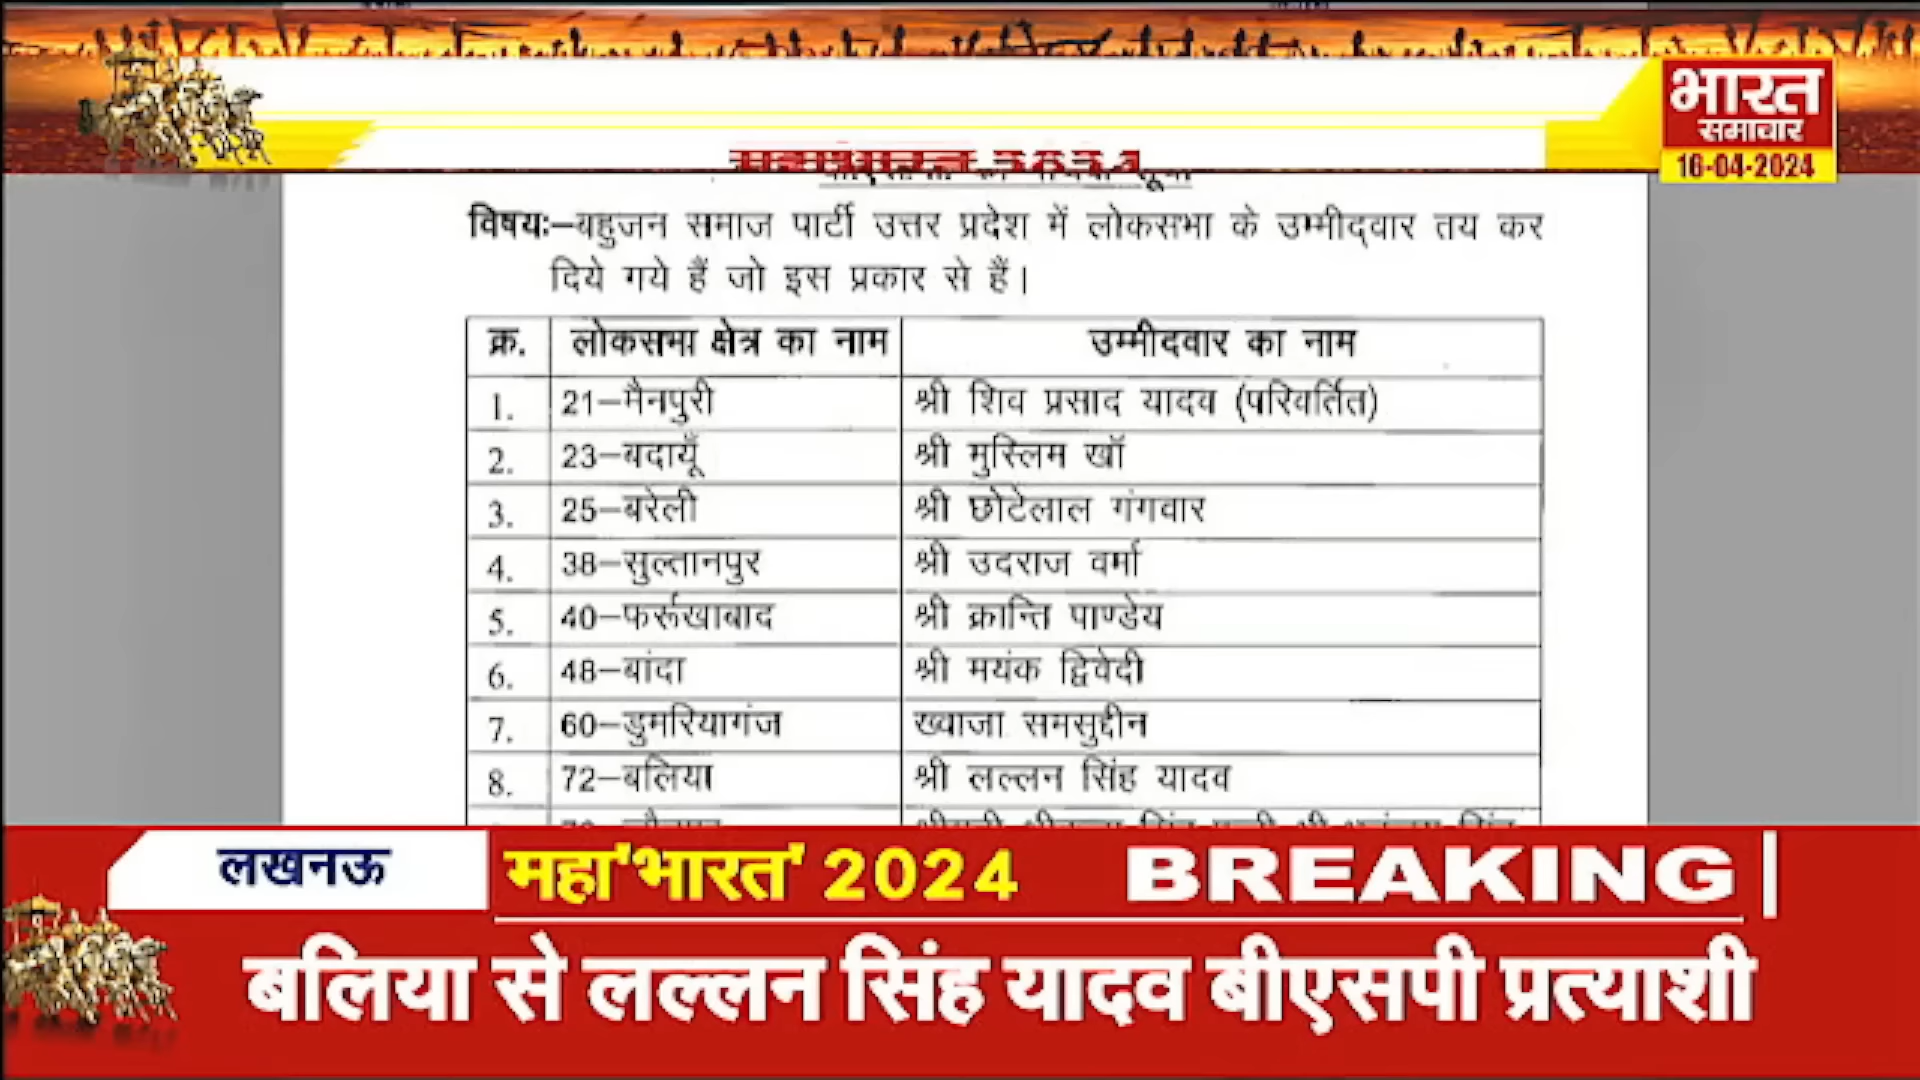 भारत
समाचार
16-04-2024
विषयः–बहुजन समाज पार्टी उत्तर प्रदेश में लोकसभा के उम्मीद्वार तय कर
दिये गये हैं जो इस प्रकार से हैं।
क्र. लोकसभा क्षेत्र का नाम उम्मीदवार का नाम
1. 21–मैनपुरी श्री शिव प्रसाद यादव (परिवर्तित)
2. 23–बदायूँ श्री मुस्लिम खॉ
3. 25–बरेली श्री छोटेलाल गंगवार
4. 38–सुल्तानपुर श्री उदराज वर्मा
5. 40–फर्रूखाबाद श्री क्रान्ति पाण्डेय
6. 48–बांदा श्री मयंक द्विवेदी
7. 60–डुमरियागंज ख्वाजा समसुद्दीन
8. 72–बलिया श्री लल्लन सिंह यादव
लखनऊ महा'भारत' 2024 BREAKING
बलिया से लल्लन सिंह यादव बीएसपी प्रत्याशी